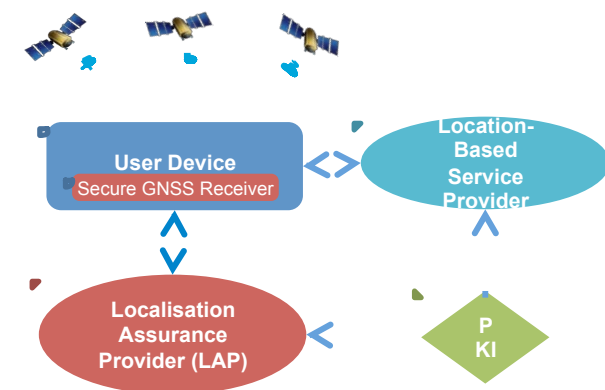 User Device
Secure GNSS Receiver
Location-
Based
Service
Provider
Localisation
Assurance
Provider (LAP)
P
KI